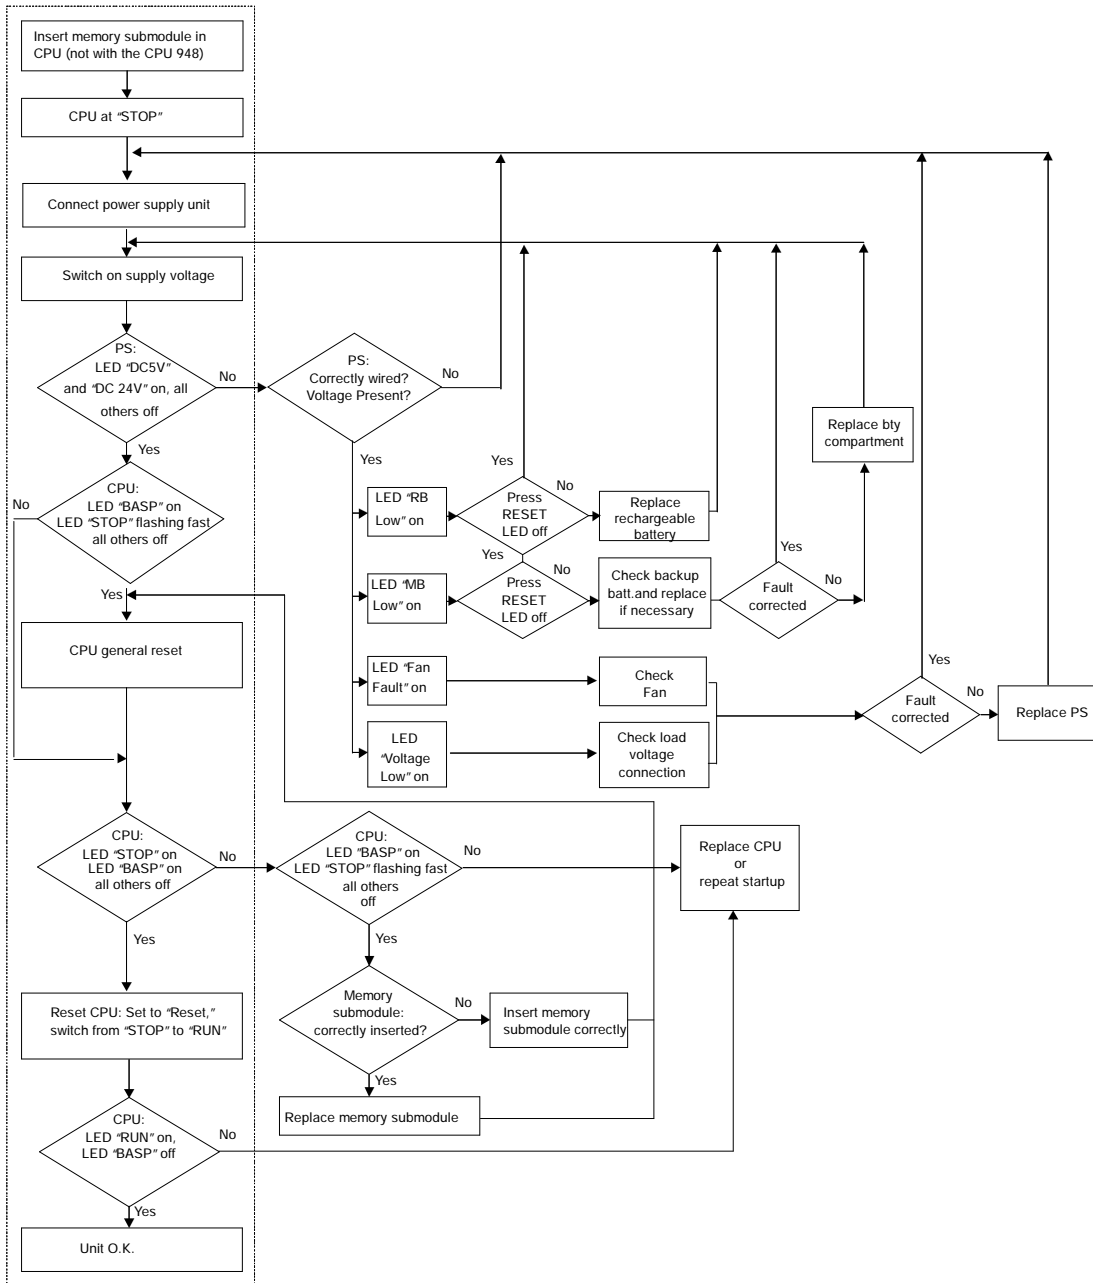 Insert memory submodule in
CPU (not with the CPU 948)
CPU at "STOP"
Connect power supply unit
Switch on supply voltage
PS:
LED "DC5V"
and "DC 24V" on, all
others off
No
Yes
PS:
Correctly wired?
Voltage Present?
No
Yes
CPU:
LED "BASP" on
LED "STOP" flashing fast
all others off
No
Yes
CPU general reset
LED "RB
Low" on
Yes
Press
RESET
LED off
No
Replace
rechargeable
battery
Replace bty
compartment
LED "MB
Low" on
Yes
Press
RESET
LED off
No
Check backup
batt.and replace
if necessary
Yes
Fault
corrected
No
LED "Fan
Fault" on
Check
Fan
LED
"Voltage
Low" on
Check load
voltage
connection
Yes
Fault
corrected
No
Replace PS
CPU:
LED "STOP" on
LED "BASP" on
all others off
No
Yes
CPU:
LED "BASP" on
LED "STOP" flashing fast
all others
off
No
Yes
Replace CPU
or
repeat startup
Memory
submodule:
correctly inserted?
No
Yes
Insert memory
submodule correctly
Replace memory submodule
Reset CPU: Set to "Reset,"
switch from "STOP" to "RUN"
CPU:
LED "RUN" on,
LED "BASP" off
No
Yes
Unit O.K.